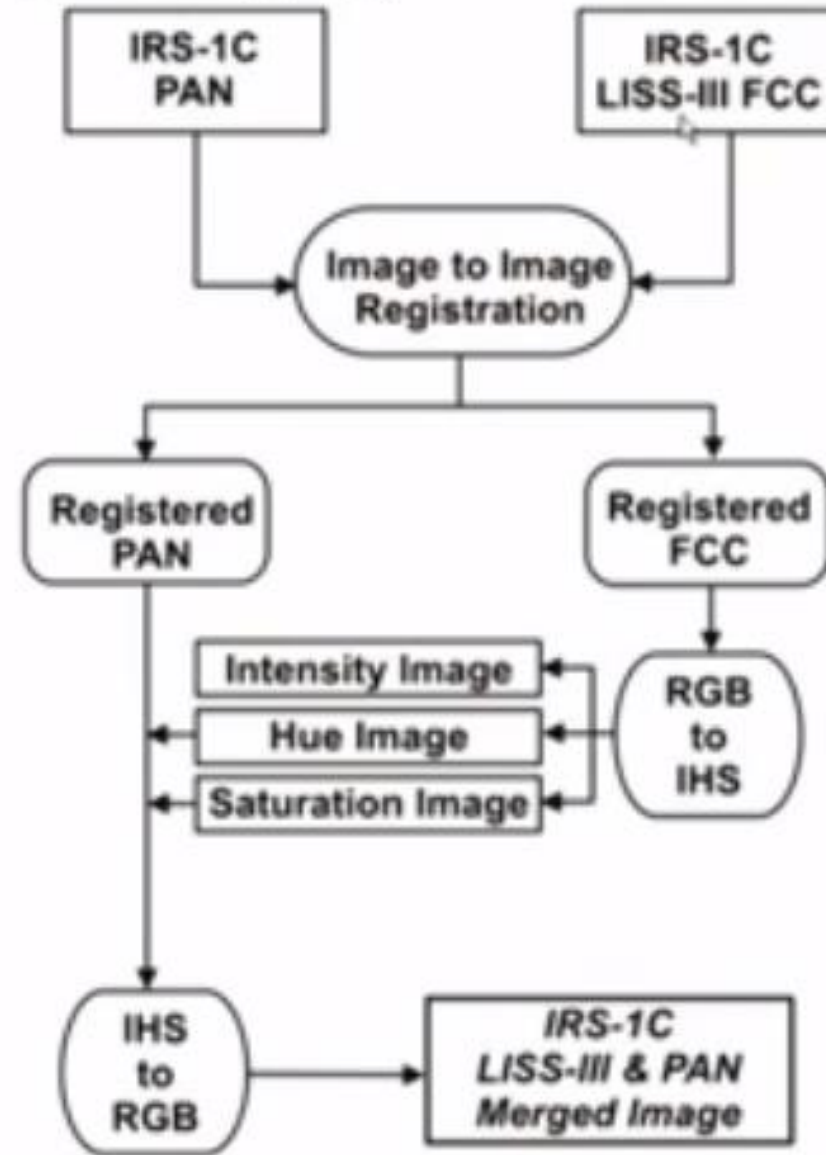 IRS-1C
PAN
IRS-1C
LISS-III FCC
Image to Image
Registration
Registered
PAN
Registered
FCC
Intensity Image
Hue Image
Saturation Image
RGB
to
IHS
IHS
to
RGB
IRS-1C
LISS-III & PAN
Merged Image